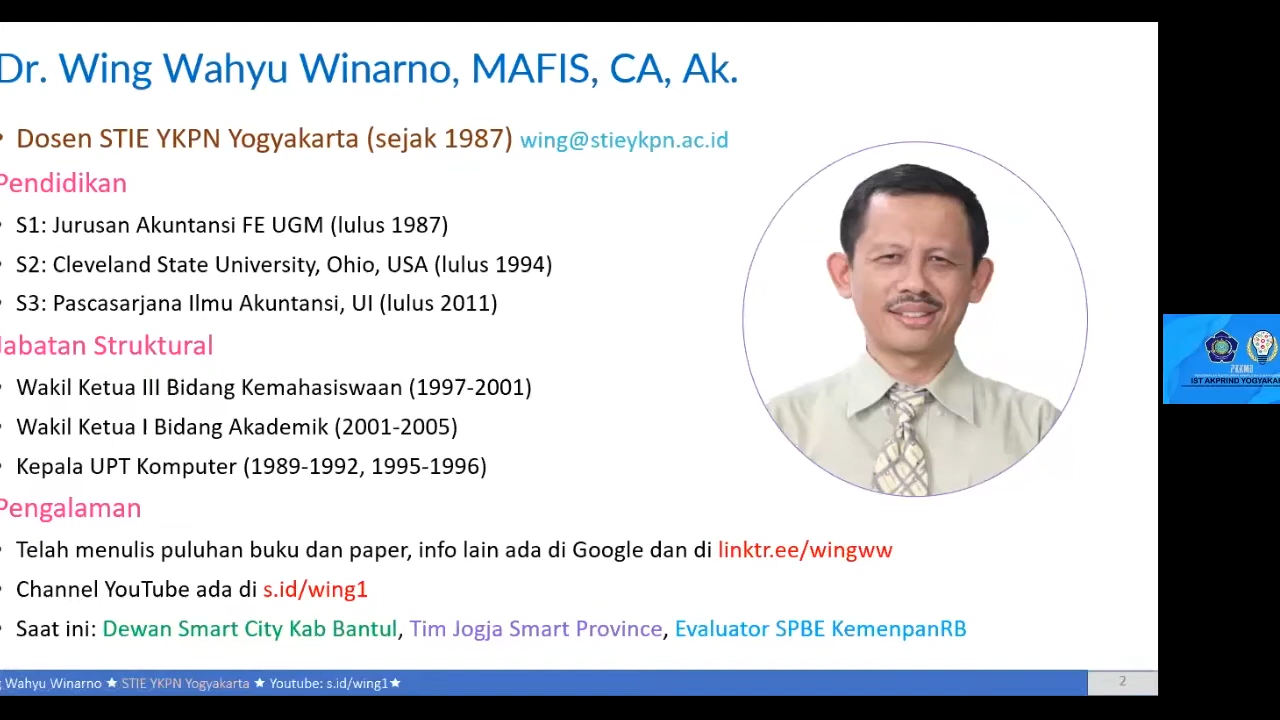 Dr. Wing Wahyu Winarno, MAFIS, CA, Ak.
• Dosen STIE YKPN Yogyakarta (sejak 1987) wing@stieykpn.ac.id
Pendidikan
• S1: Jurusan Akuntansi FE UGM (lulus 1987)
• S2: Cleveland State University, Ohio, USA (lulus 1994)
• S3: Pascasarjana Ilmu Akuntansi, UI (lulus 2011)
Jabatan Struktural
• Wakil Ketua III Bidang Kemahasiswaan (1997-2001)
• Wakil Ketua I Bidang Akademik (2001-2005)
• Kepala UPT Komputer (1989-1992, 1995-1996)
Pengalaman
• Telah menulis puluhan buku dan paper, info lain ada di Google dan di linktr.ee/wingww
• Channel YouTube ada di s.id/wing1
• Saat ini: Dewan Smart City Kab Bantul, Tim Jogja Smart Province, Evaluator SPBE KemenpanRB
g Wahyu Winarno ★ STIE YKPN Yogyakarta ★ Youtube: s.id/wing1★
2
PKKMB
IST AKPRIND YOGYAKAR